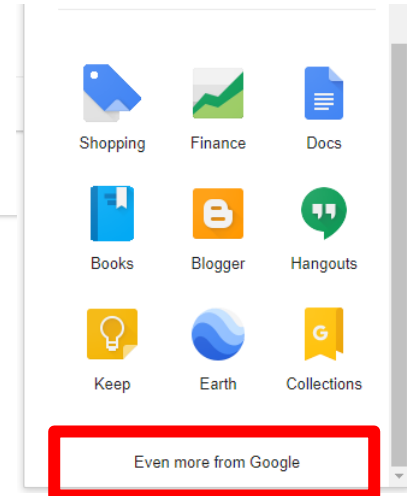 Shopping Finance Docs
Books Blogger Hangouts
G
Keep Earth Collections
Even more from Google